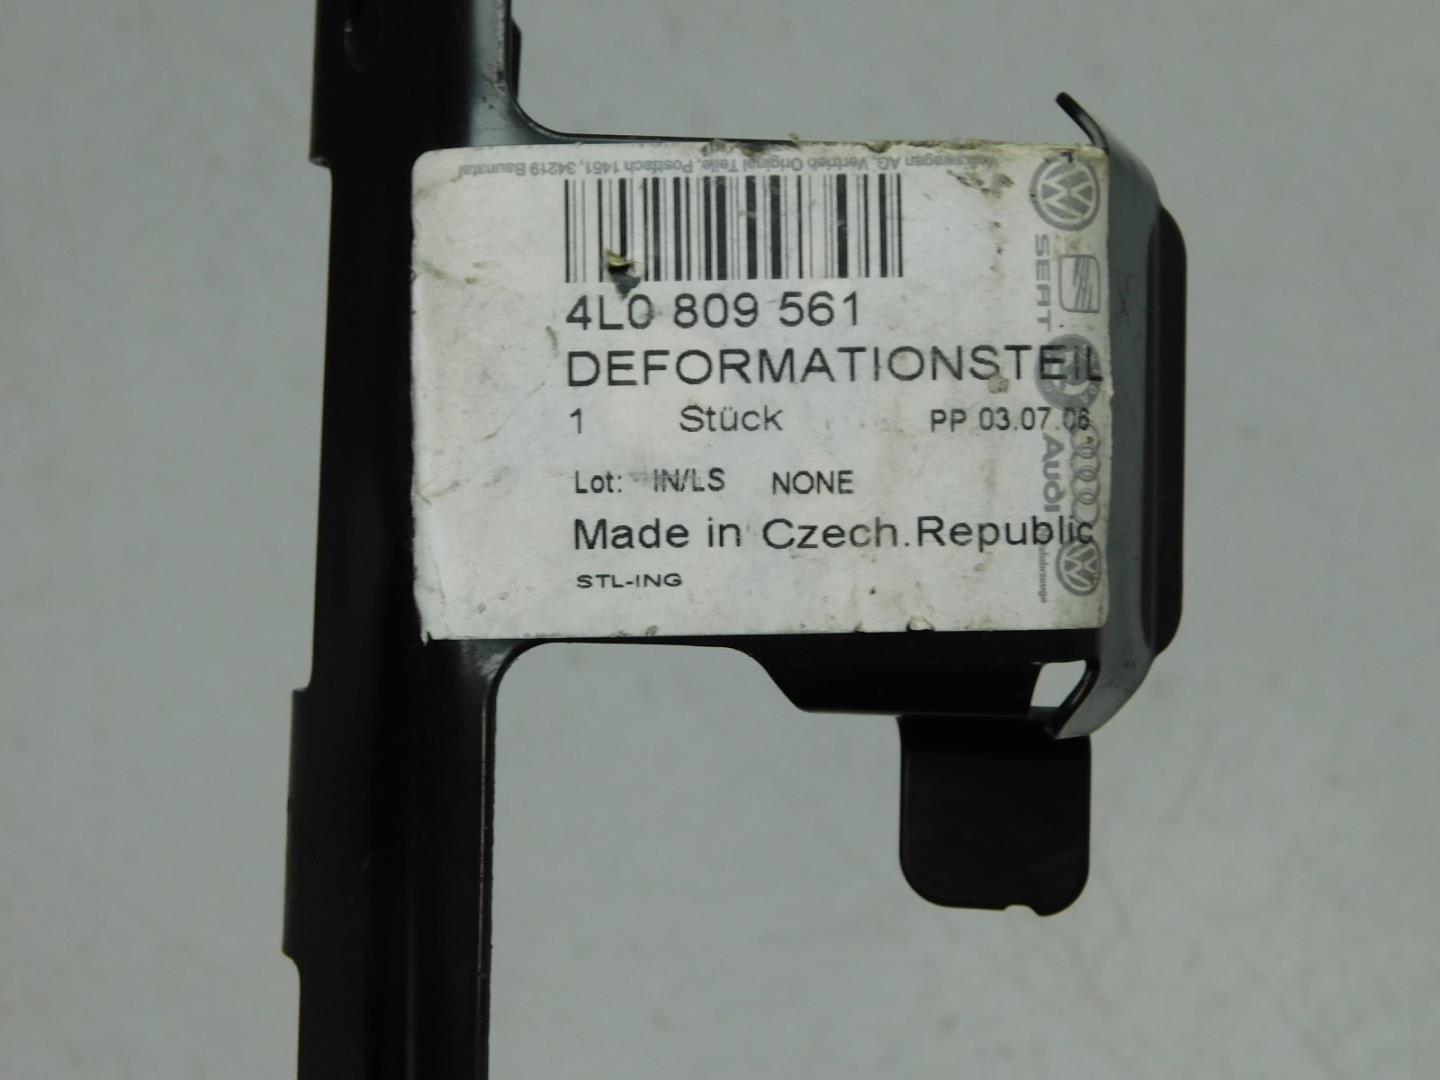 Volkswagen AG, Vertrieb Original Teile, Postfach 1451, 34219 Baunatal
4L0 809 561
DEFORMATIONSTEIL
1 Stück PP 03.07.06
Lot: IN/LS NONE
Made in Czech.Republic
STL-ING
SEAT
Audi